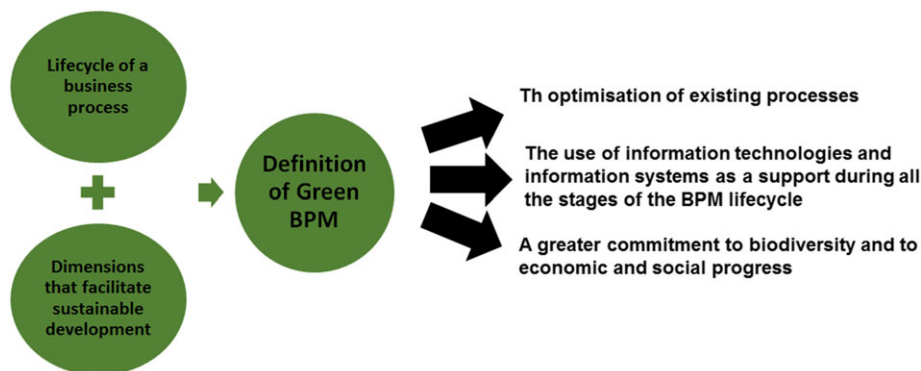 Lifecycle of a
business
process
Dimensions
that facilitate
sustainable
development
Definition
of Green
BPM
Th optimisation of existing processes
The use of information technologies and
information systems as a support during all
the stages of the BPM lifecycle
A greater commitment to biodiversity and to
economic and social progress